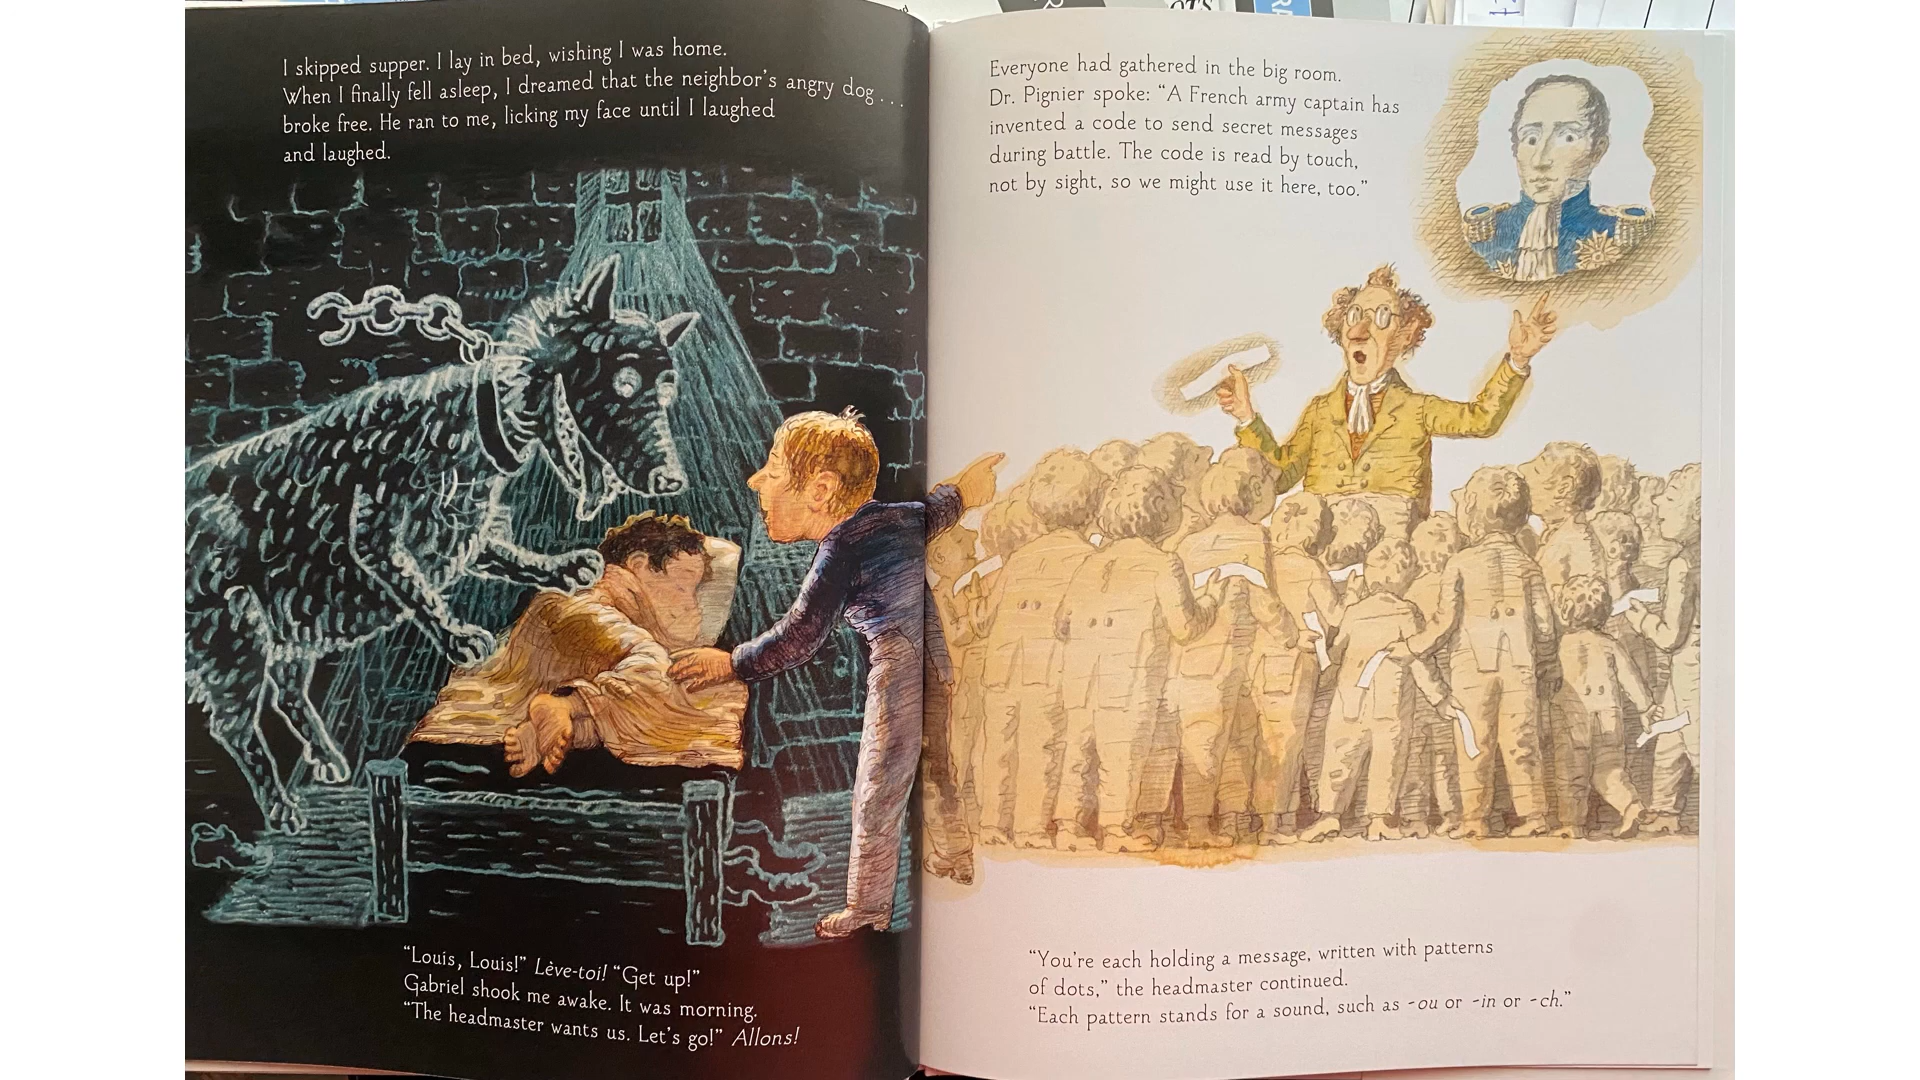 I skipped supper. I lay in bed, wishing I was home.
When I finally fell asleep, I dreamed that the neighbor's angry dog . . .
broke free. He ran to me, licking my face until I laughed
and laughed.
"Louis, Louis!" Lève-toi! "Get up!"
Gabriel shook me awake. It was morning.
"The headmaster wants us. Let's go!" Allons!
Everyone had gathered in the big room.
Dr. Pignier spoke: "A French army captain has
invented a code to send secret messages
during battle. The code is read by touch,
not by sight, so we might use it here, too."
"You're each holding a message, written with patterns
of dots," the headmaster continued.
"Each pattern stands for a sound, such as -ou or -in or -ch."